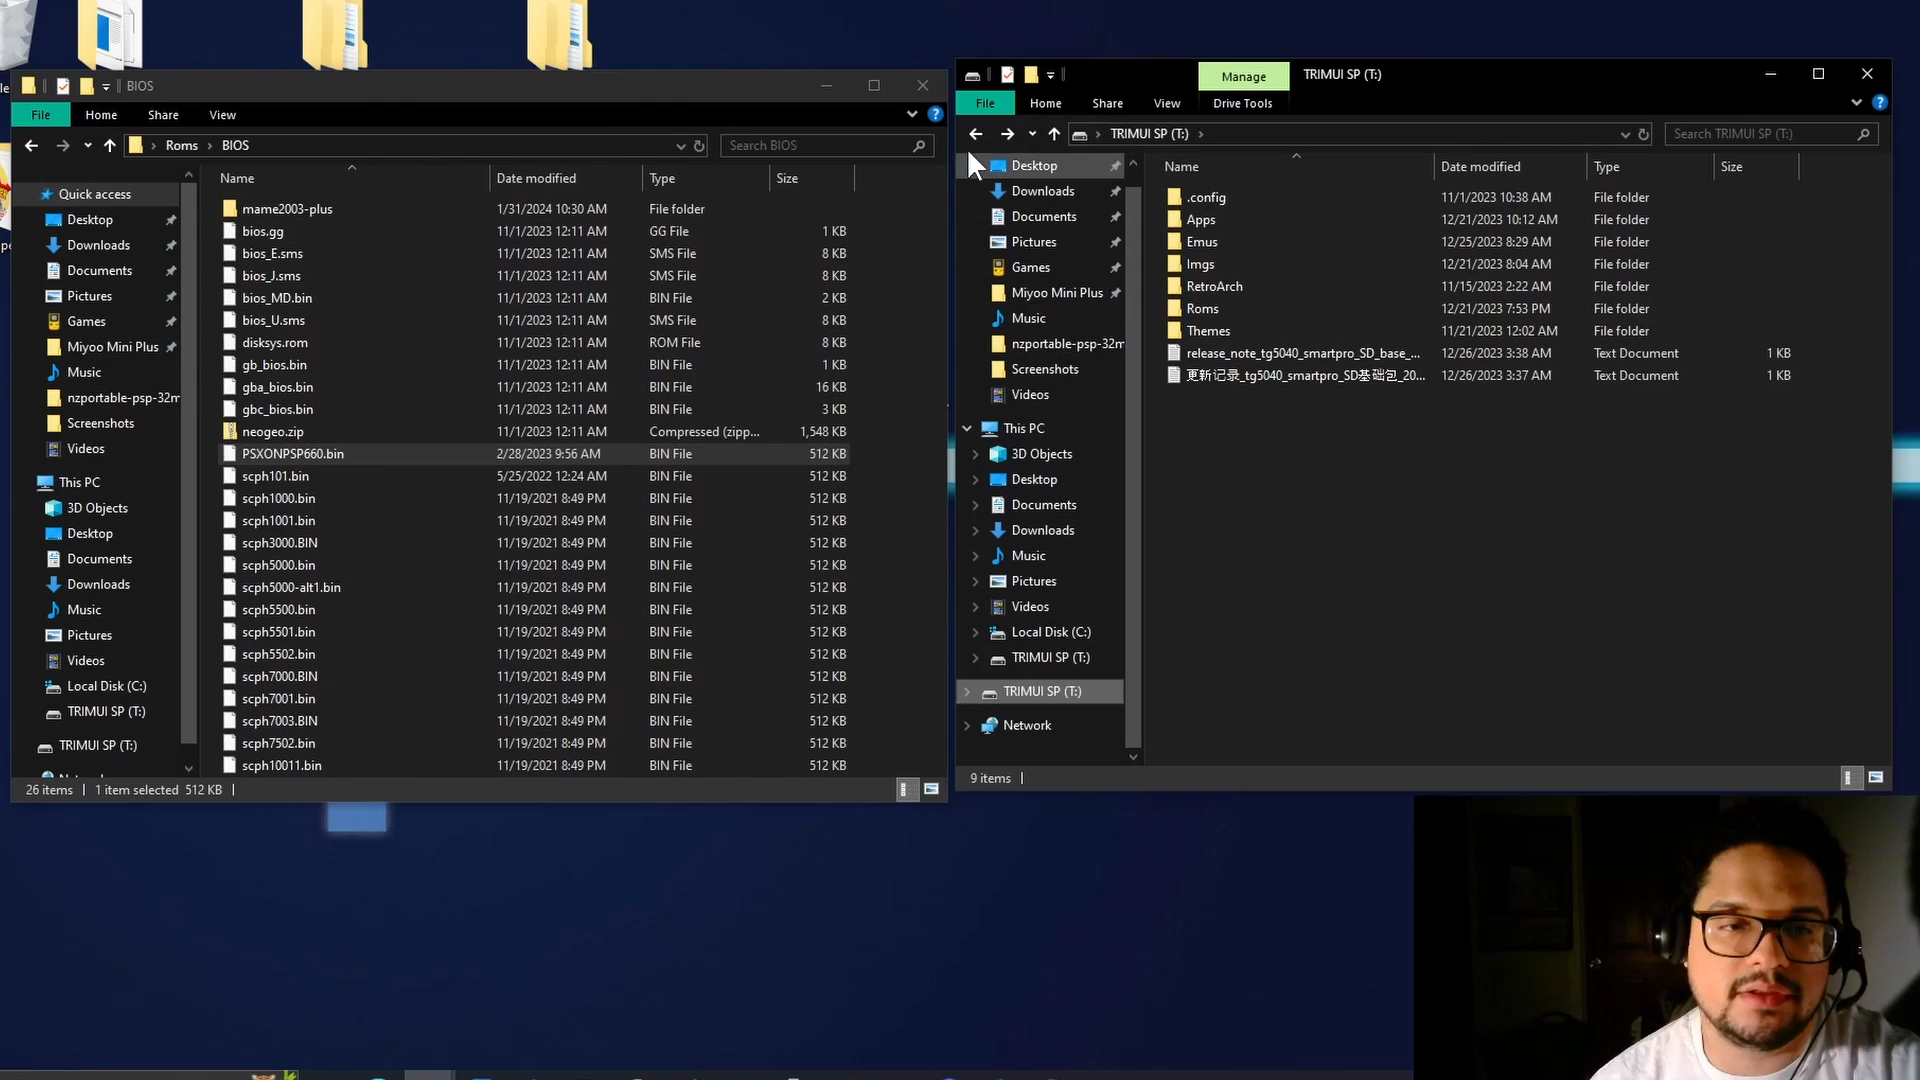 BIOS
File Home Share View
Roms BIOS
Search BIOS
Quick access
Desktop
Downloads
Documents
Pictures
Games
Miyoo Mini Plus
Music
nzportable-psp-32m
Screenshots
Videos
This PC
3D Objects
Desktop
Documents
Downloads
Music
Pictures
Videos
Local Disk (C:)
TRIMUI SP (T:)
TRIMUI SP (T:)
Name Date modified Type Size
mame2003-plus 1/31/2024 10:30 AM File folder
bios.gg 11/1/2023 12:11 AM GG File 1 KB
bios_E.sms 11/1/2023 12:11 AM SMS File 8 KB
bios_J.sms 11/1/2023 12:11 AM SMS File 8 KB
bios_MD.bin 11/1/2023 12:11 AM BIN File 2 KB
bios_U.sms 11/1/2023 12:11 AM SMS File 8 KB
disksys.rom 11/1/2023 12:11 AM ROM File 8 KB
gb_bios.bin 11/1/2023 12:11 AM BIN File 1 KB
gba_bios.bin 11/1/2023 12:11 AM BIN File 16 KB
gbc_bios.bin 11/1/2023 12:11 AM BIN File 3 KB
neogeo.zip 11/1/2023 12:11 AM Compressed (zipp... 1,548 KB
PSXONPSP660.bin 2/28/2023 9:56 AM BIN File 512 KB
scph101.bin 5/25/2022 12:24 AM BIN File 512 KB
scph1000.bin 11/19/2021 8:49 PM BIN File 512 KB
scph1001.bin 11/19/2021 8:49 PM BIN File 512 KB
scph3000.BIN 11/19/2021 8:49 PM BIN File 512 KB
scph5000.bin 11/19/2021 8:49 PM BIN File 512 KB
scph5000-alt1.bin 11/19/2021 8:49 PM BIN File 512 KB
scph5500.bin 11/19/2021 8:49 PM BIN File 512 KB
scph5501.bin 11/19/2021 8:49 PM BIN File 512 KB
scph5502.bin 11/19/2021 8:49 PM BIN File 512 KB
scph7000.BIN 11/19/2021 8:49 PM BIN File 512 KB
scph7001.bin 11/19/2021 8:49 PM BIN File 512 KB
scph7003.BIN 11/19/2021 8:49 PM BIN File 512 KB
scph7502.bin 11/19/2021 8:49 PM BIN File 512 KB
scph10011.bin 11/19/2021 8:49 PM BIN File 512 KB
26 items 1 item selected 512 KB
Manage TRIMUI SP (T:)
File Home Share View Drive Tools
TRIMUI SP (T:)
Search TRIMUI SP (T:)
Desktop
Downloads
Documents
Pictures
Games
Miyoo Mini Plus
Music
nzportable-psp-32m
Screenshots
Videos
This PC
3D Objects
Desktop
Documents
Downloads
Music
Pictures
Videos
Local Disk (C:)
TRIMUI SP (T:)
TRIMUI SP (T:)
Network
Name Date modified Type Size
.config 11/1/2023 10:38 AM File folder
Apps 12/21/2023 10:12 AM File folder
Emus 12/25/2023 8:29 AM File folder
Imgs 12/21/2023 8:04 AM File folder
RetroArch 11/15/2023 2:22 AM File folder
Roms 12/21/2023 7:53 PM File folder
Themes 11/21/2023 12:02 AM File folder
release_note_tg5040_smartpro_SD_base_... 12/26/2023 3:38 AM Text Document 1 KB
更新记录_tg5040_smartpro_SD基础包_20... 12/26/2023 3:37 AM Text Document 1 KB
9 items